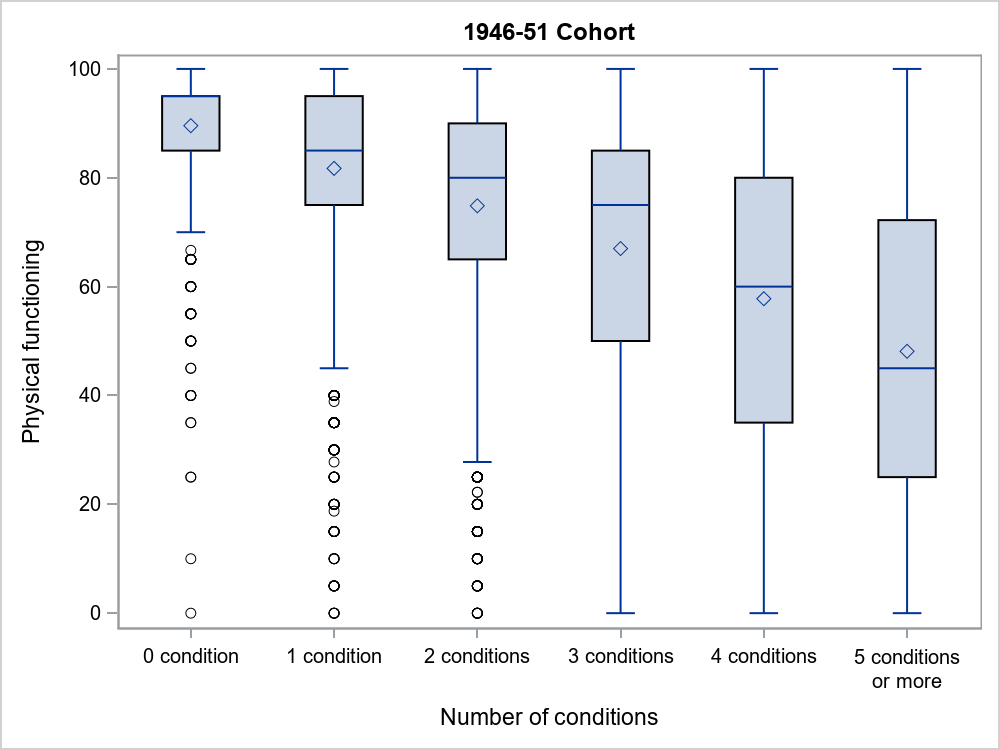 1946-51 Cohort
100
80
60
40
20
0
Physical functioning
0 condition
1 condition
2 conditions
3 conditions
4 conditions
5 conditions
or more
Number of conditions